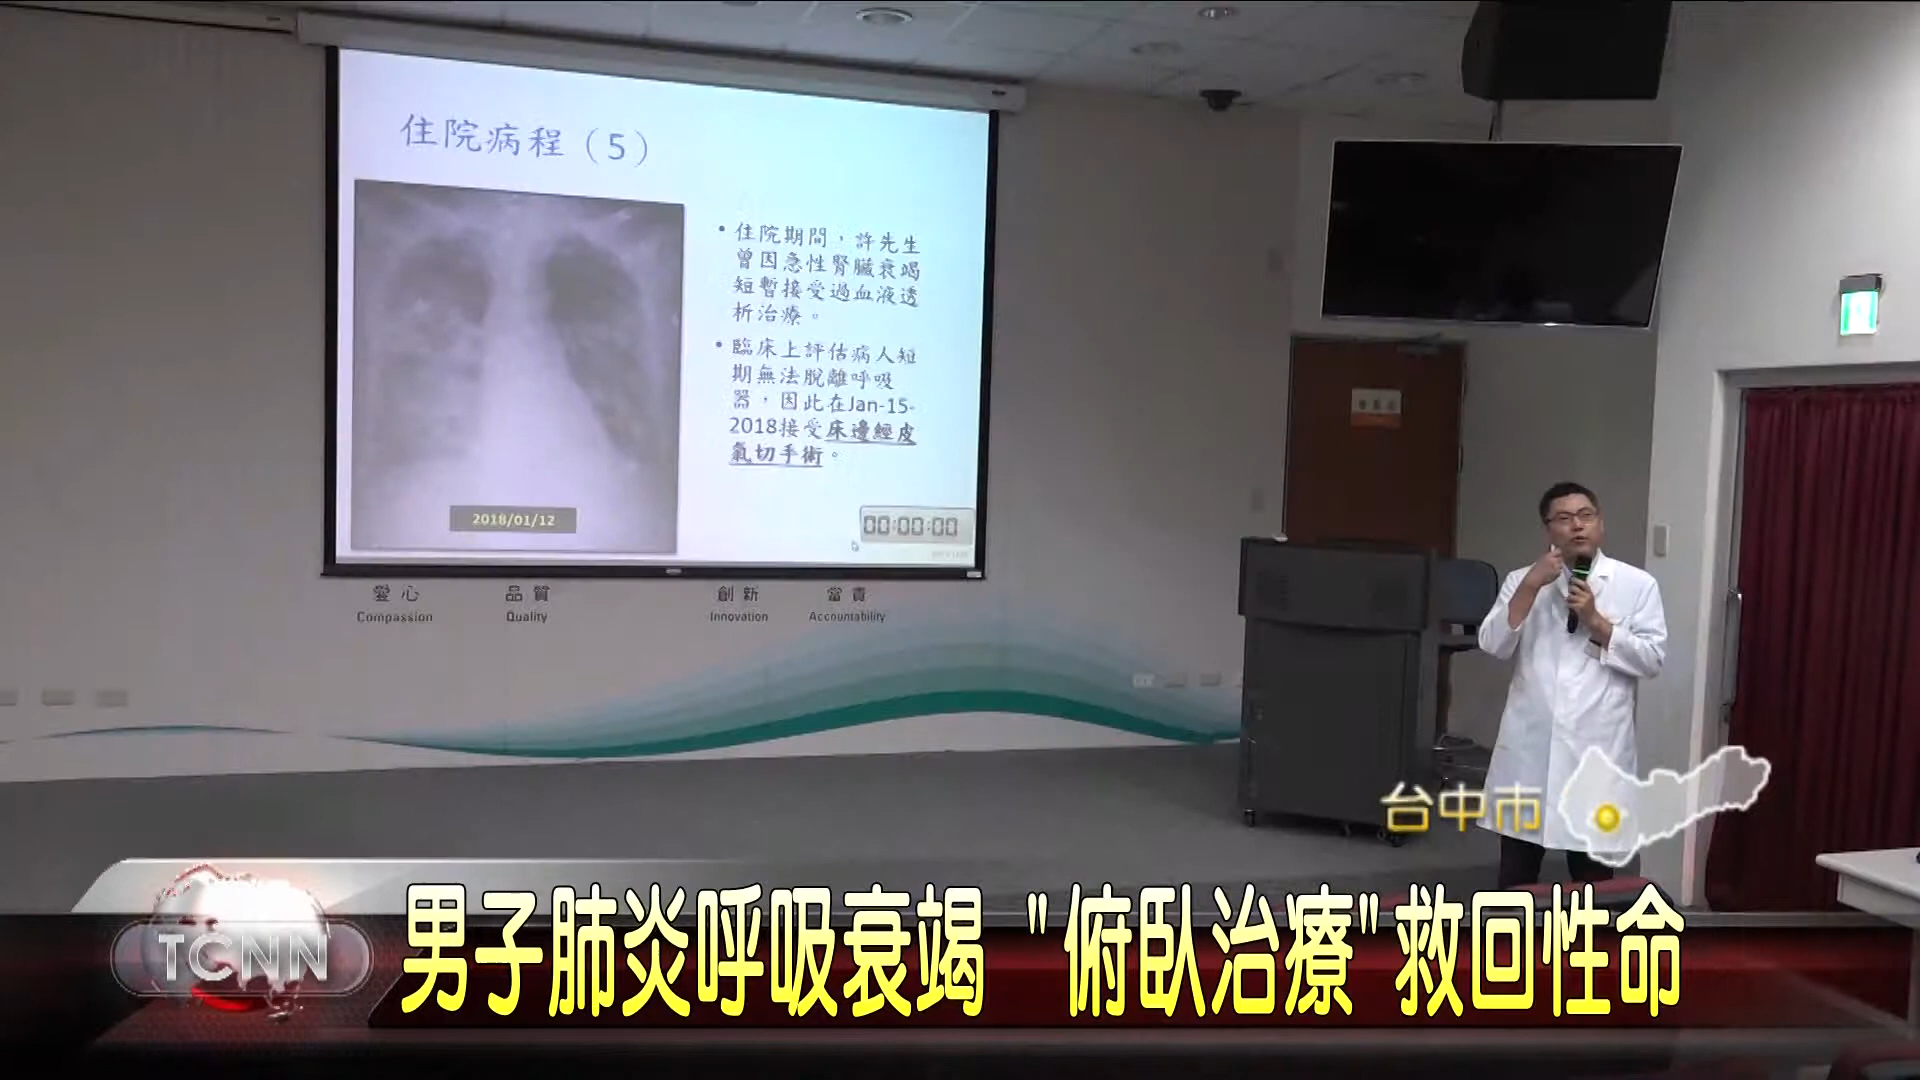 住院病程（5）
•住院期間，許先生
曾因急性腎臟衰竭
短暫接受過血液透
析治療。
•臨床上評估病人短
期無法脫離呼吸
器，因此在Jan-15-
2018接受床邊經皮
氣切手術。
2018/01/12
00:00:00
愛心 品質 創新 當責
Compassion Quality Innovation Accountability
台中市
TCNN
男子肺炎呼吸衰竭 "俯臥治療"救回性命